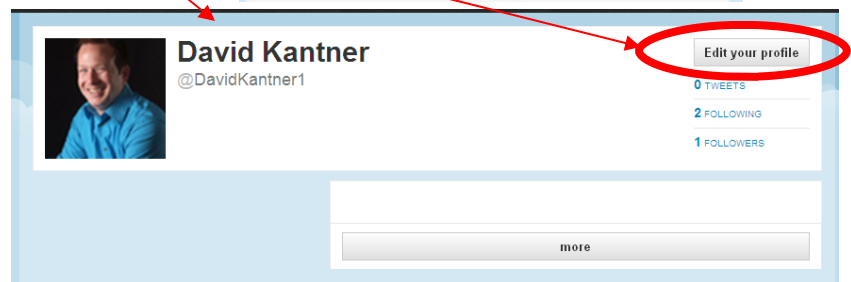 David Kantner
@DavidKantner1
Edit your profile
0 TWEETS
2 FOLLOWING
1 FOLLOWERS
more